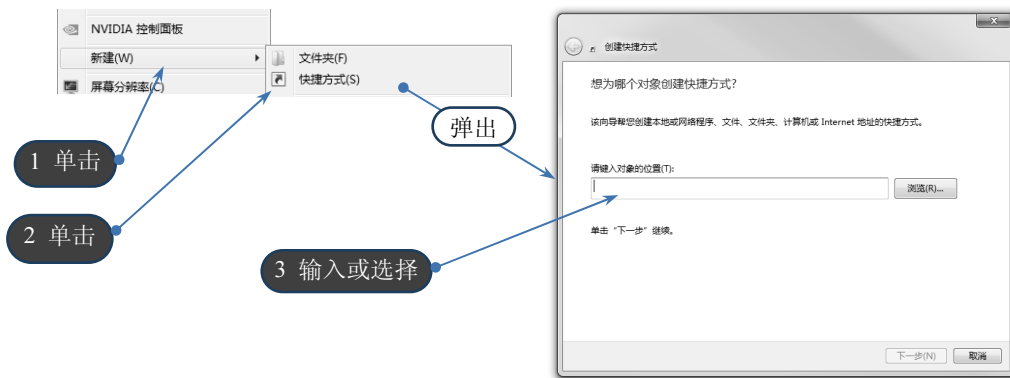 NVIDIA 控制面板
新建(W)
屏幕分辨率(C)
文件夹(F)
快捷方式(S)
1 单击
2 单击
弹出
3 输入或选择
x
创建快捷方式
想为哪个对象创建快捷方式?
该向导帮您创建本地或网络程序、文件、文件夹、计算机或 Internet 地址的快捷方式。
请键入对象的位置(T):
浏览(R)...
单击“下一步”继续。
下一步(N)
取消